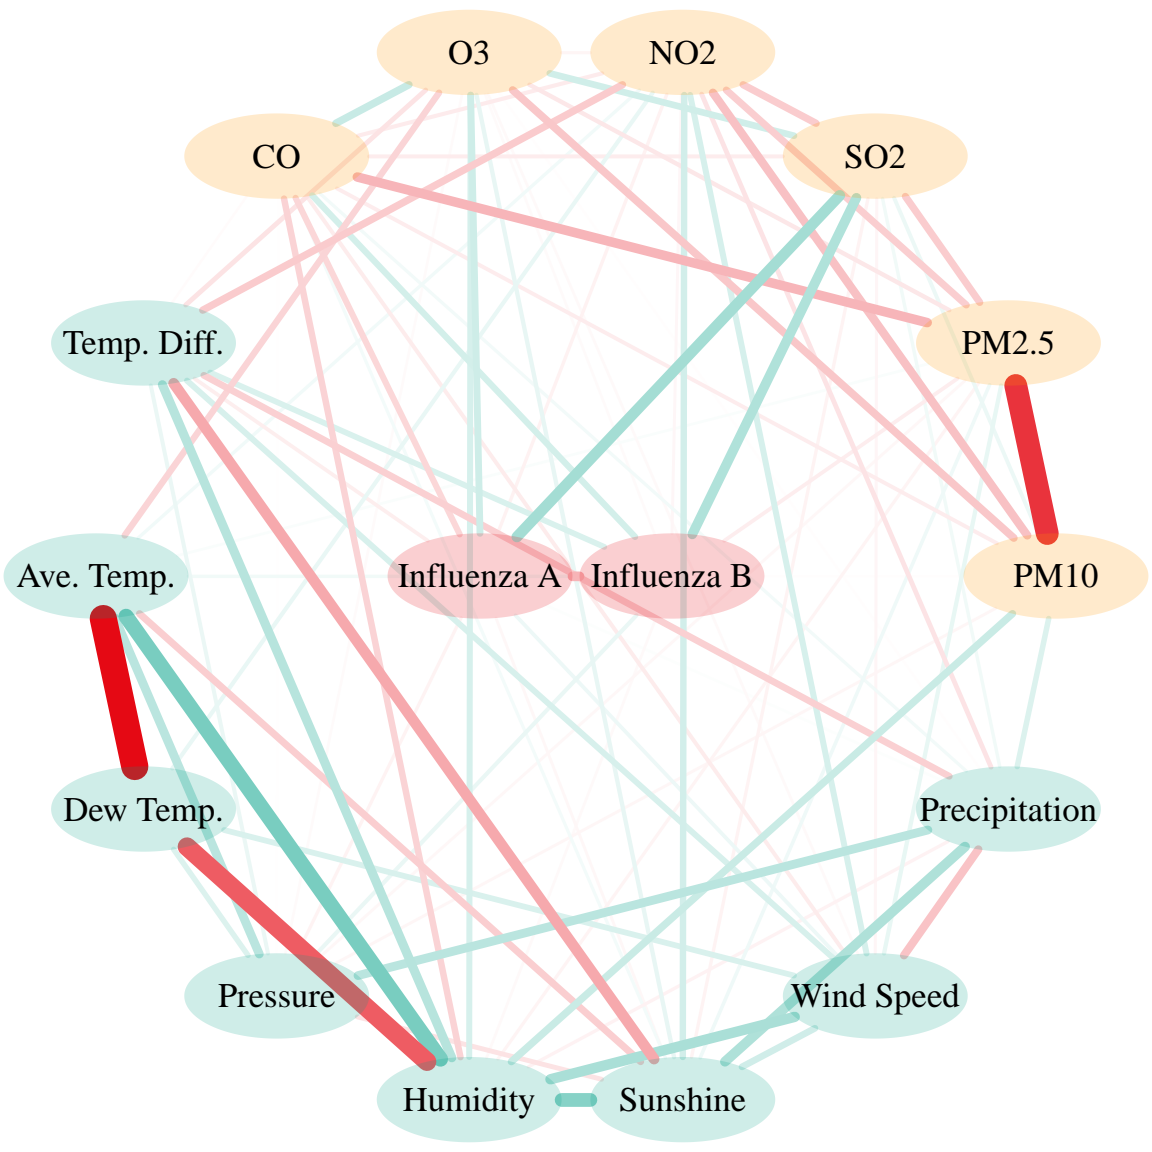 O3
NO2
CO
SO2
Temp. Diff.
PM2.5
Ave. Temp.
Influenza A
Influenza B
PM10
Dew Temp.
Precipitation
Pressure
Wind Speed
Humidity
Sunshine